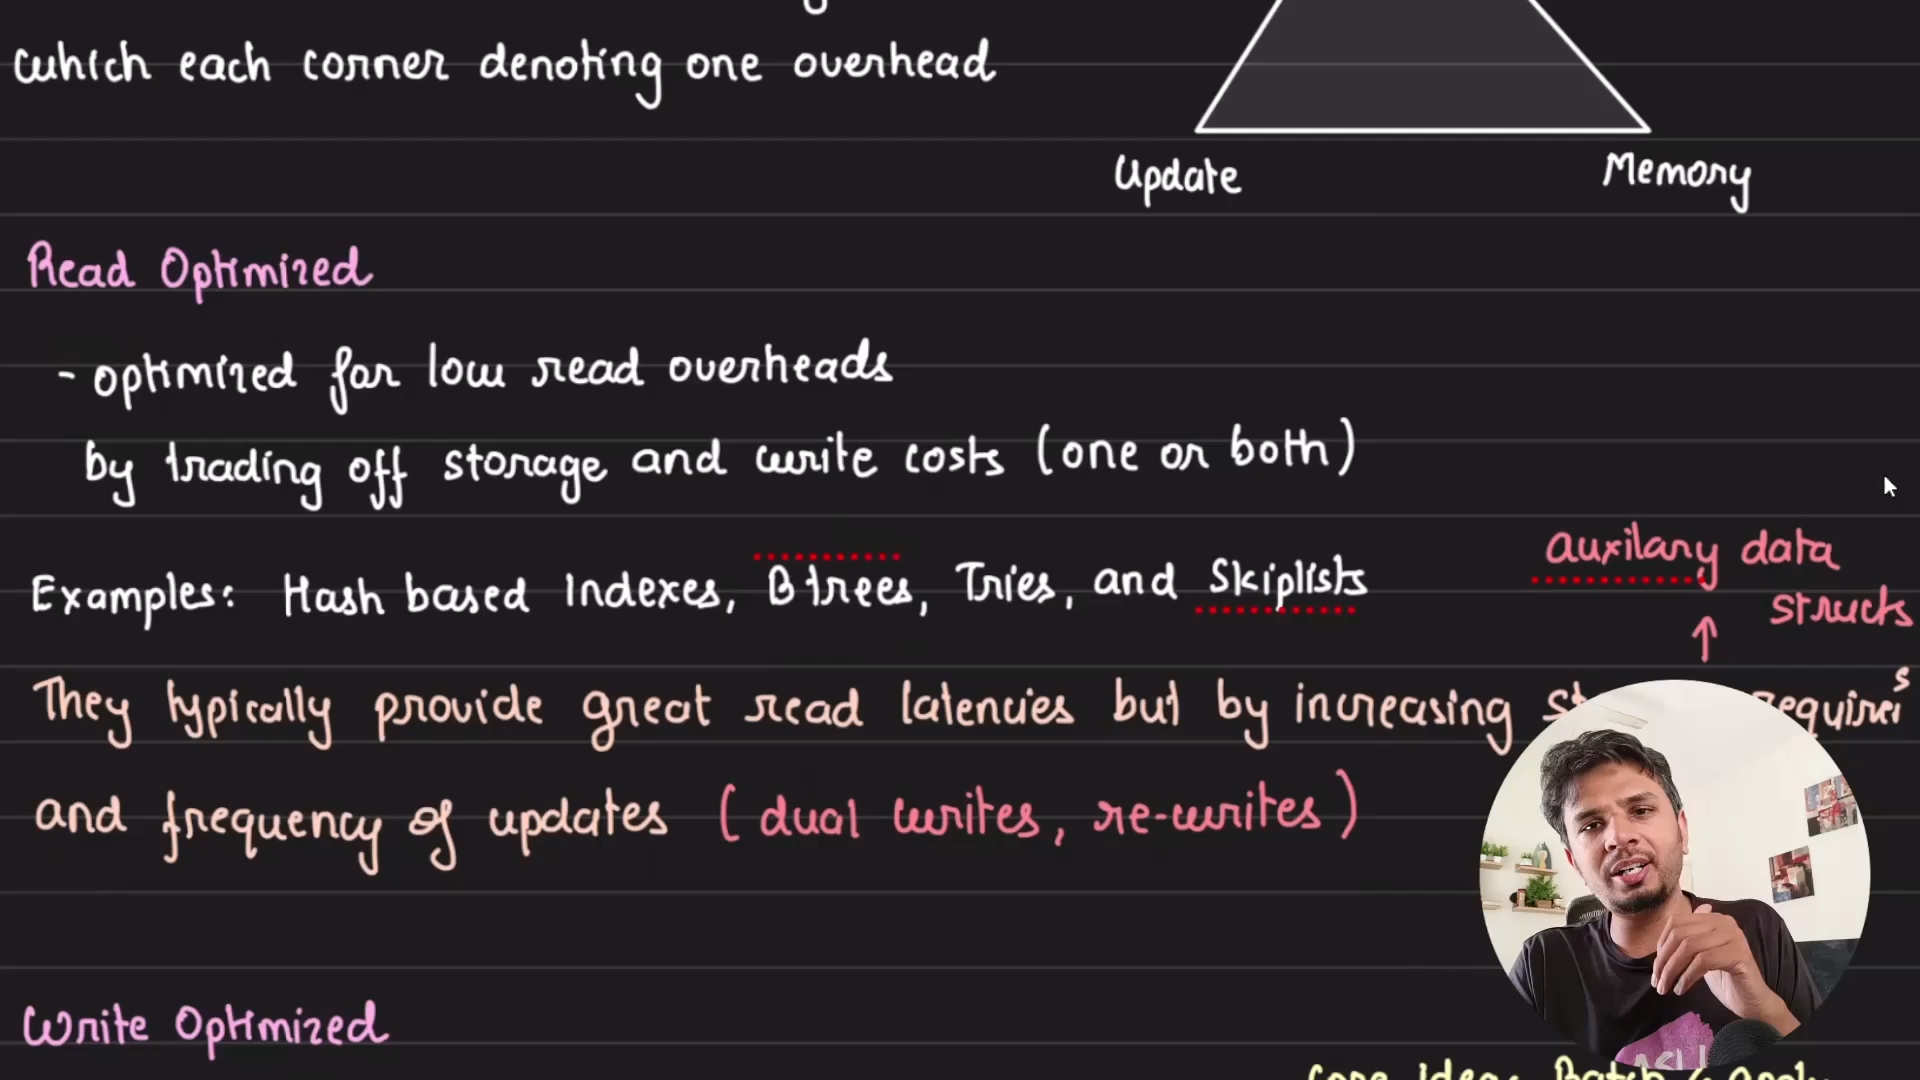 which each corner denoting one overhead
Update
Memory
Read Optimized
- optimized for low read overheads
by trading off storage and write costs (one or both)
Examples: Hash based Indexes, B trees, Tries, and Skiplists
auxilary data
structs
↑
They typically provide great read latencies but by increasing
and frequency of updates (dual writes, re-writes)
Write Optimized